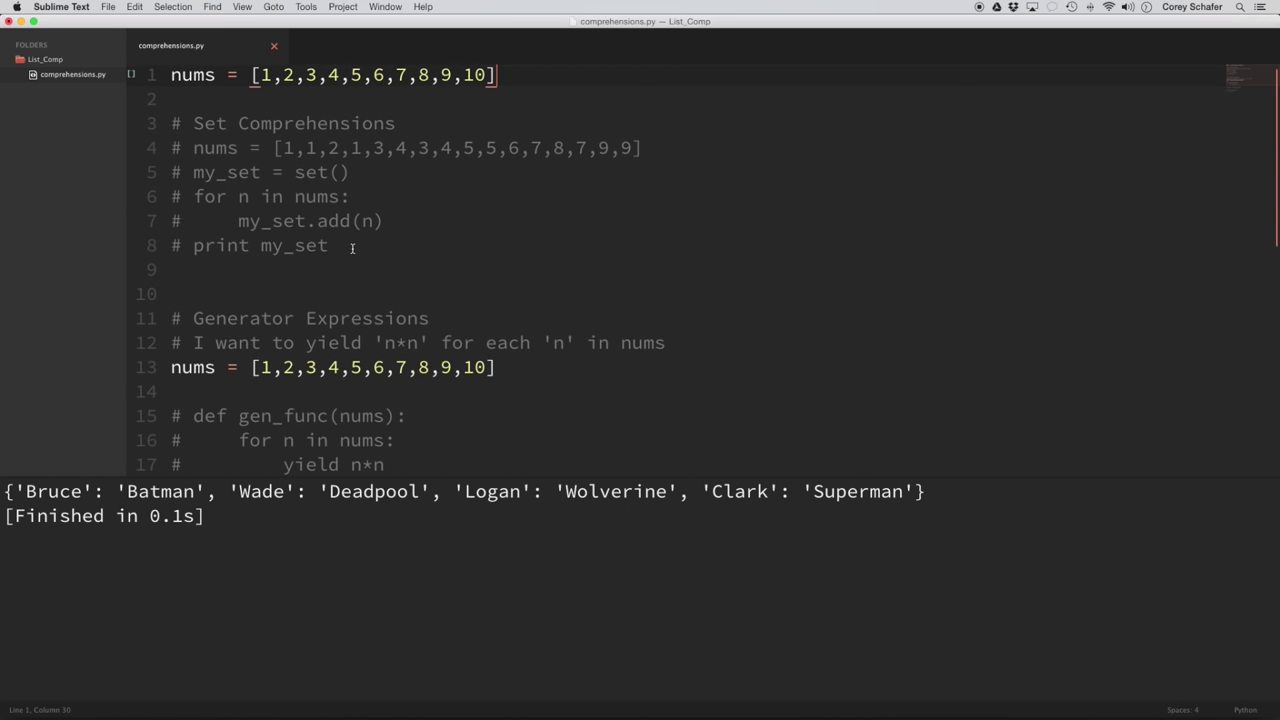 Sublime Text File Edit Selection Find View Goto Tools Project Window Help Corey Schafer
comprehensions.py — List_Comp
FOLDERS
List_Comp
comprehensions.py
comprehensions.py
1 nums = [1,2,3,4,5,6,7,8,9,10]
2
3 # Set Comprehensions
4 # nums = [1,1,2,1,3,4,3,4,5,5,6,7,8,7,9,9]
5 # my_set = set()
6 # for n in nums:
7 #     my_set.add(n)
8 # print my_set
9
10
11 # Generator Expressions
12 # I want to yield 'n*n' for each 'n' in nums
13 nums = [1,2,3,4,5,6,7,8,9,10]
14
15 # def gen_func(nums):
16 #     for n in nums:
17 #         yield n*n
{'Bruce': 'Batman', 'Wade': 'Deadpool', 'Logan': 'Wolverine', 'Clark': 'Superman'}
[Finished in 0.1s]
Line 1, Column 30 Spaces: 4 Python